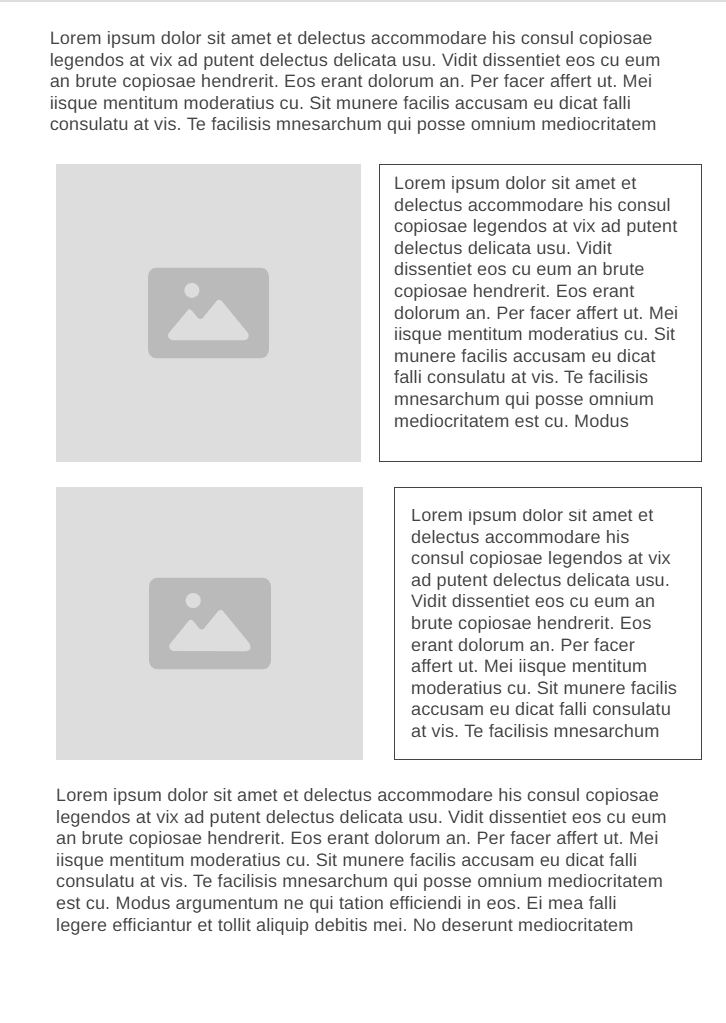 Lorem ipsum dolor sit amet et delectus accommodare his consul copiosae
legendos at vix ad putent delectus delicata usu. Vidit dissentiet eos cu eum
an brute copiosae hendrerit. Eos erant dolorum an. Per facer affert ut. Mei
iisque mentitum moderatius cu. Sit munere facilis accusam eu dicat falli
consulatu at vis. Te facilisis mnesarchum qui posse omnium mediocritatem
Lorem ipsum dolor sit amet et
delectus accommodare his consul
copiosae legendos at vix ad putent
delectus delicata usu. Vidit
dissentiet eos cu eum an brute
copiosae hendrerit. Eos erant
dolorum an. Per facer affert ut. Mei
iisque mentitum moderatius cu. Sit
munere facilis accusam eu dicat
falli consulatu at vis. Te facilisis
mnesarchum qui posse omnium
mediocritatem est cu. Modus
Lorem ipsum dolor sit amet et
delectus accommodare his
consul copiosae legendos at vix
ad putent delectus delicata usu.
Vidit dissentiet eos cu eum an
brute copiosae hendrerit. Eos
erant dolorum an. Per facer
affert ut. Mei iisque mentitum
moderatius cu. Sit munere facilis
accusam eu dicat falli consulatu
at vis. Te facilisis mnesarchum
Lorem ipsum dolor sit amet et delectus accommodare his consul copiosae
legendos at vix ad putent delectus delicata usu. Vidit dissentiet eos cu eum
an brute copiosae hendrerit. Eos erant dolorum an. Per facer affert ut. Mei
iisque mentitum moderatius cu. Sit munere facilis accusam eu dicat falli
consulatu at vis. Te facilisis mnesarchum qui posse omnium mediocritatem
est cu. Modus argumentum ne qui tation efficiendi in eos. Ei mea falli
legere efficiantur et tollit aliquip debitis mei. No deserunt mediocritatem